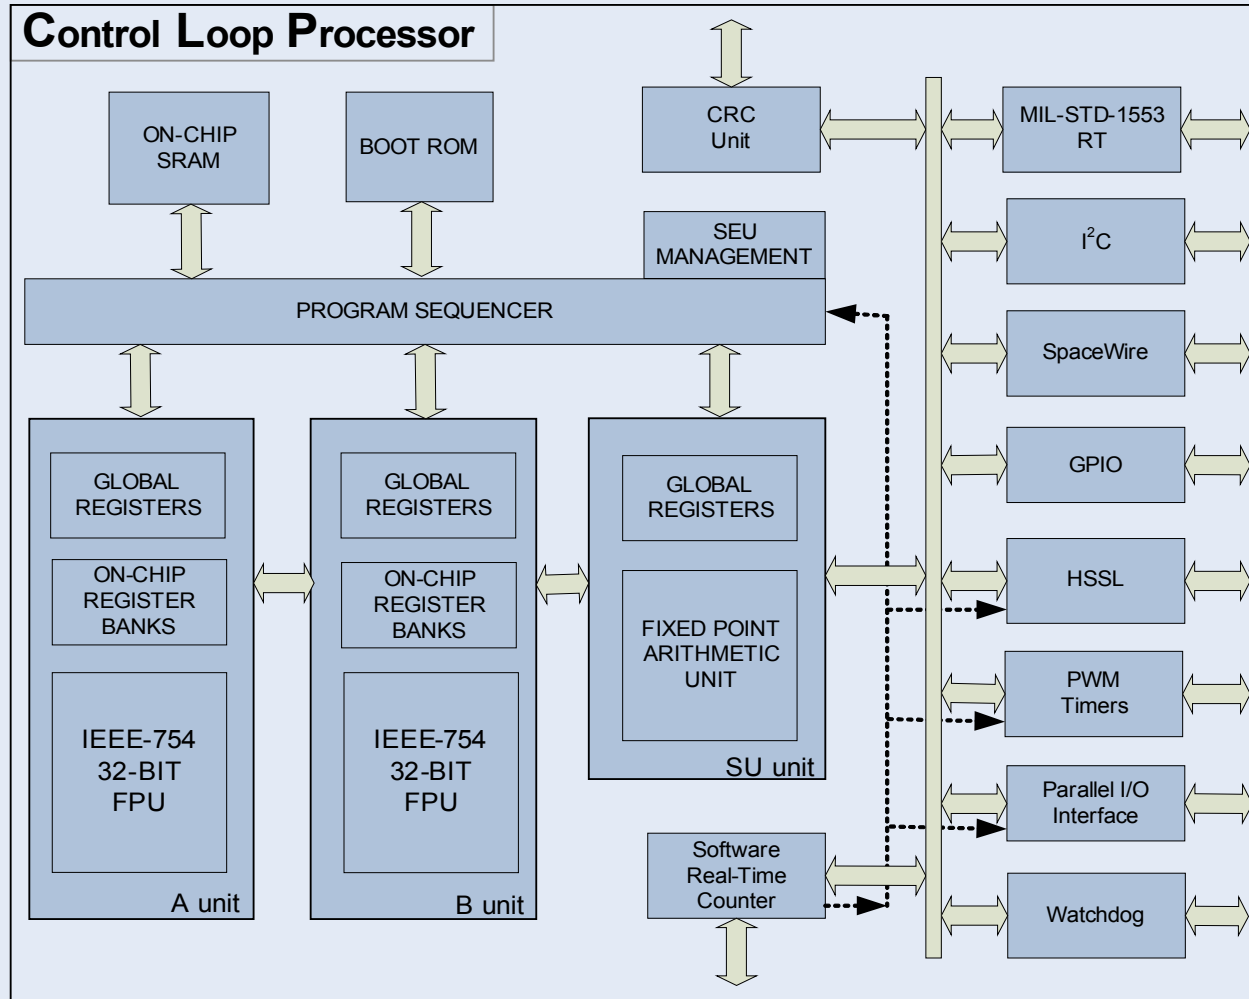 Control Loop Processor
ON-CHIP
SRAM
BOOT ROM
CRC
Unit
MIL-STD-1553
RT
I²C
SEU
MANAGEMENT
PROGRAM SEQUENCER
SpaceWire
GPIO
GLOBAL
REGISTERS
ON-CHIP
REGISTER
BANKS
IEEE-754
32-BIT
FPU
A unit
GLOBAL
REGISTERS
ON-CHIP
REGISTER
BANKS
IEEE-754
32-BIT
FPU
B unit
GLOBAL
REGISTERS
FIXED POINT
ARITHMETIC
UNIT
SU unit
HSSL
PWM
Timers
Parallel I/O
Interface
Software
Real-Time
Counter
Watchdog